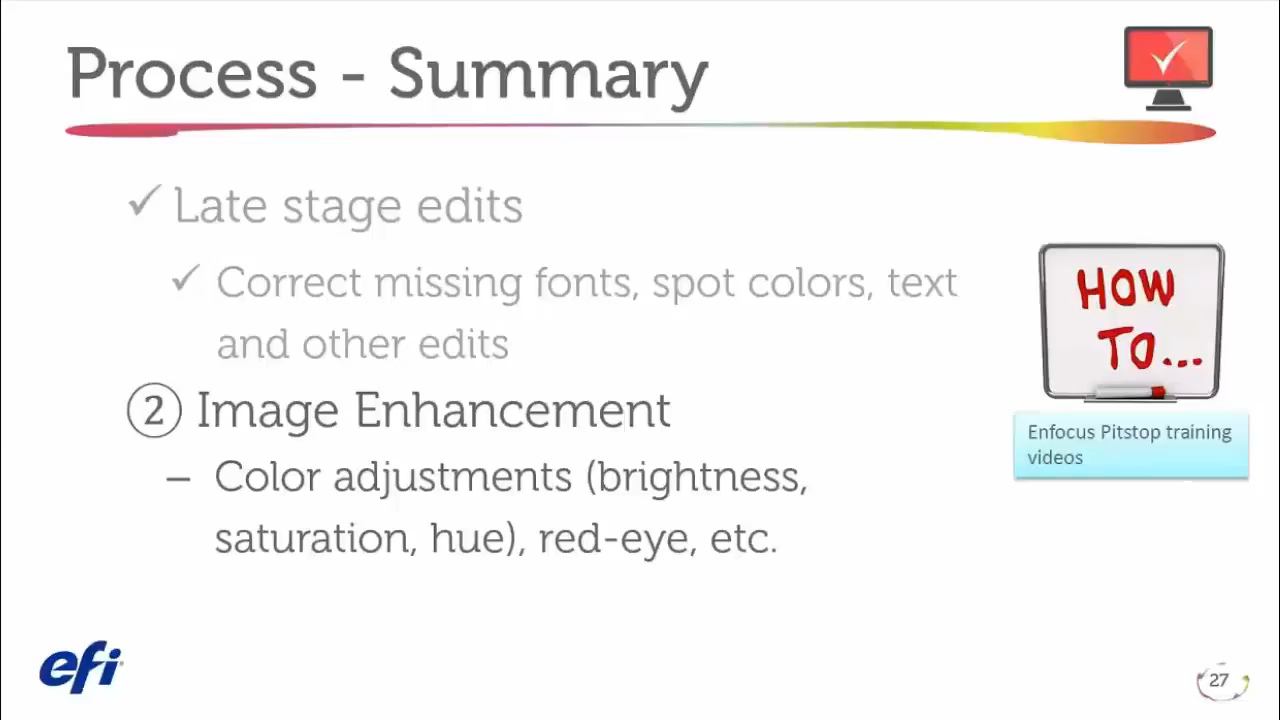 Process - Summary
✓ Late stage edits
✓ Correct missing fonts, spot colors, text
and other edits
② Image Enhancement
– Color adjustments (brightness,
saturation, hue), red-eye, etc.
HOW
TO...
Enfocus Pitstop training
videos
efi
27